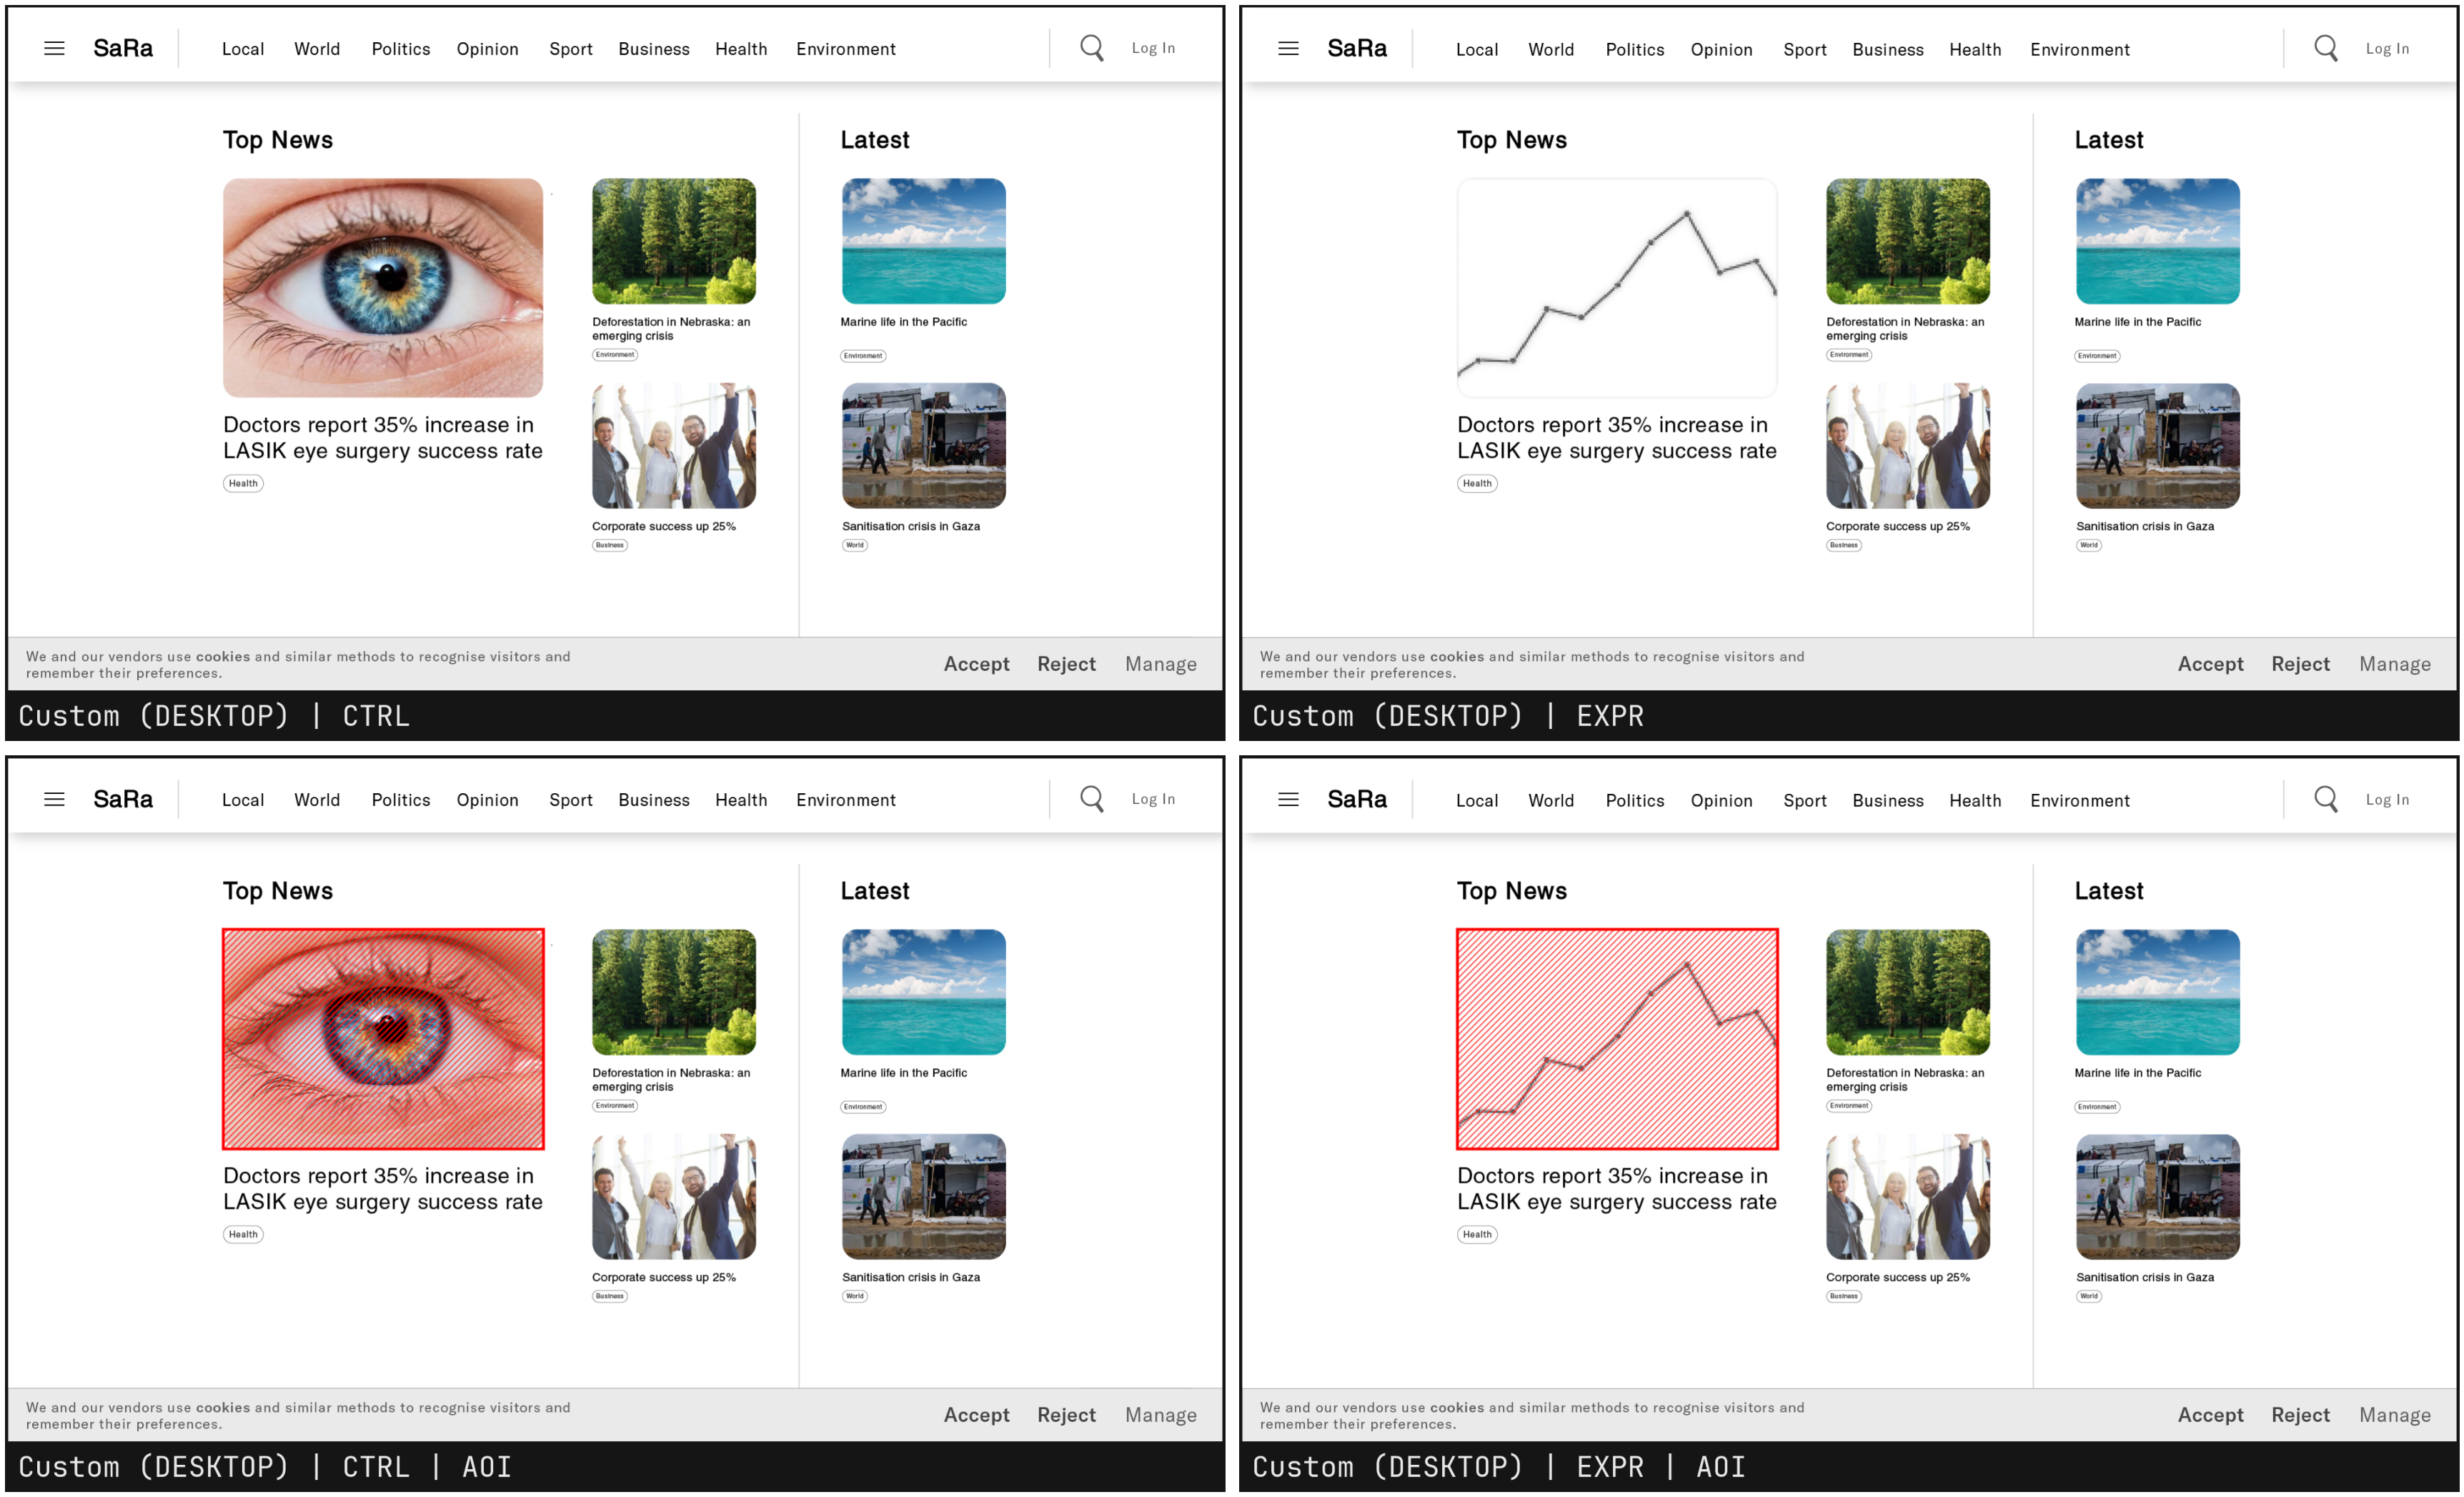 SaRa Local World Politics Opinion Sport Business Health Environment Log In
Top News
Latest
Deforestation in Nebraska: an
emerging crisis
Environment
Marine life in the Pacific
Environment
Doctors report 35% increase in
LASIK eye surgery success rate
Health
Corporate success up 25%
Business
Sanitisation crisis in Gaza
World
We and our vendors use cookies and similar methods to recognise visitors and
remember their preferences.
Accept Reject Manage
Custom (DESKTOP) | CTRL
SaRa Local World Politics Opinion Sport Business Health Environment Log In
Top News
Latest
Deforestation in Nebraska: an
emerging crisis
Environment
Marine life in the Pacific
Environment
Doctors report 35% increase in
LASIK eye surgery success rate
Health
Corporate success up 25%
Business
Sanitisation crisis in Gaza
World
We and our vendors use cookies and similar methods to recognise visitors and
remember their preferences.
Accept Reject Manage
Custom (DESKTOP) | EXPR
SaRa Local World Politics Opinion Sport Business Health Environment Log In
Top News
Latest
Deforestation in Nebraska: an
emerging crisis
Environment
Marine life in the Pacific
Environment
Doctors report 35% increase in
LASIK eye surgery success rate
Health
Corporate success up 25%
Business
Sanitisation crisis in Gaza
World
We and our vendors use cookies and similar methods to recognise visitors and
remember their preferences.
Accept Reject Manage
Custom (DESKTOP) | CTRL | AOI
SaRa Local World Politics Opinion Sport Business Health Environment Log In
Top News
Latest
Deforestation in Nebraska: an
emerging crisis
Environment
Marine life in the Pacific
Environment
Doctors report 35% increase in
LASIK eye surgery success rate
Health
Corporate success up 25%
Business
Sanitisation crisis in Gaza
World
We and our vendors use cookies and similar methods to recognise visitors and
remember their preferences.
Accept Reject Manage
Custom (DESKTOP) | EXPR | AOI